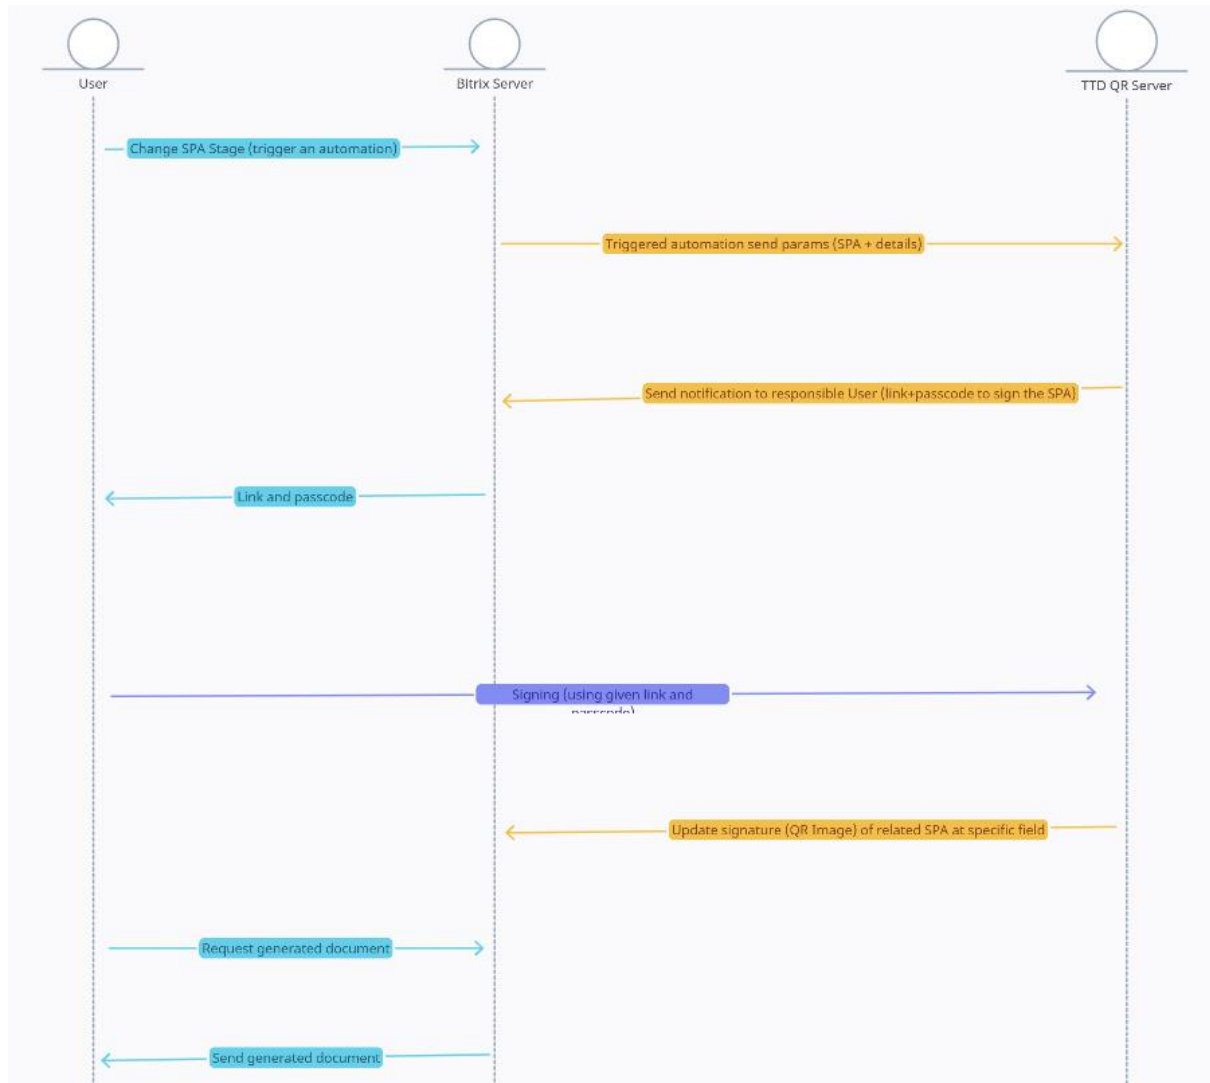 User
Bitrix Server
TTD QR Server
Change SPA Stage (trigger an automation)
Triggered automation send params (SPA + details)
Send notification to responsible User (link+passcode to sign the SPA)
Link and passcode
Signing (using given link and
passcode)
Update signature (QR Image) of related SPA at specific field
Request generated document
Send generated document